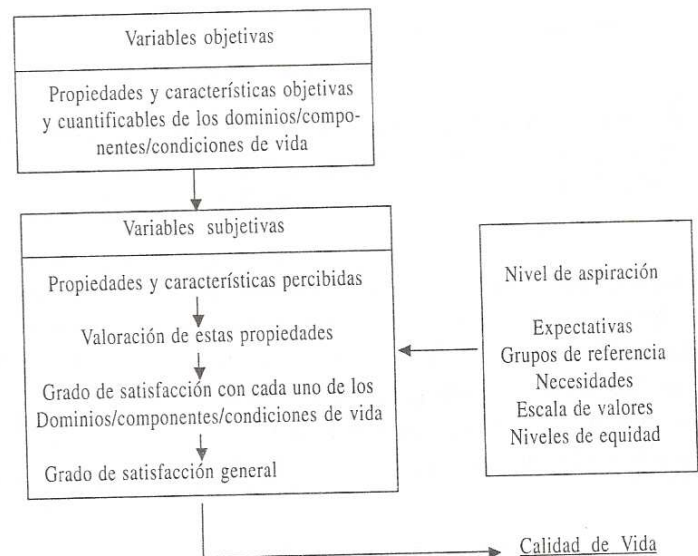 Variables objetivas
Propiedades y características objetivas
y cuantificables de los dominios/compo-
nentes/condiciones de vida
Variables subjetivas
Propiedades y características percibidas
Valoración de estas propiedades
Grado de satisfacción con cada uno de los
Dominios/componentes/condiciones de vida
Grado de satisfacción general
Nivel de aspiración
Expectativas
Grupos de referencia
Necesidades
Escala de valores
Niveles de equidad
Calidad de Vida